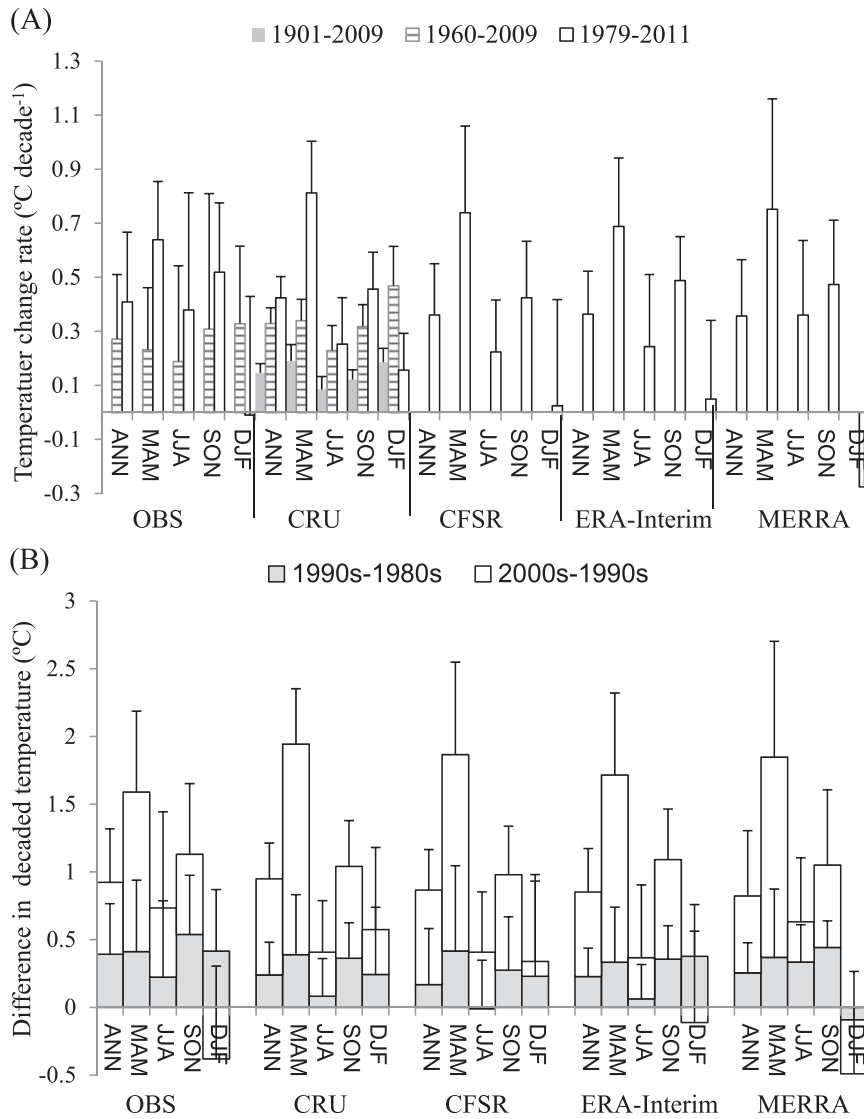 (A)
1901-2009 1960-2009 1979-2011
Temperatuer change rate (ºC decade-1)
1.3
1.1
0.9
0.7
0.5
0.3
0.1
-0.1
-0.3
ANN MAM JJA SON DJF ANN MAM JJA SON DJF ANN MAM JJA SON DJF ANN MAM JJA SON DJF ANN MAM JJA SON DJF
OBS CRU CFSR ERA-Interim MERRA
(B)
1990s-1980s 2000s-1990s
Difference in decaded temperature (ºC)
3
2.5
2
1.5
1
0.5
0
-0.5
ANN MAM JJA SON DJF ANN MAM JJA SON DJF ANN MAM JJA SON DJF ANN MAM JJA SON DJF ANN MAM JJA SON DJF
OBS CRU CFSR ERA-Interim MERRA